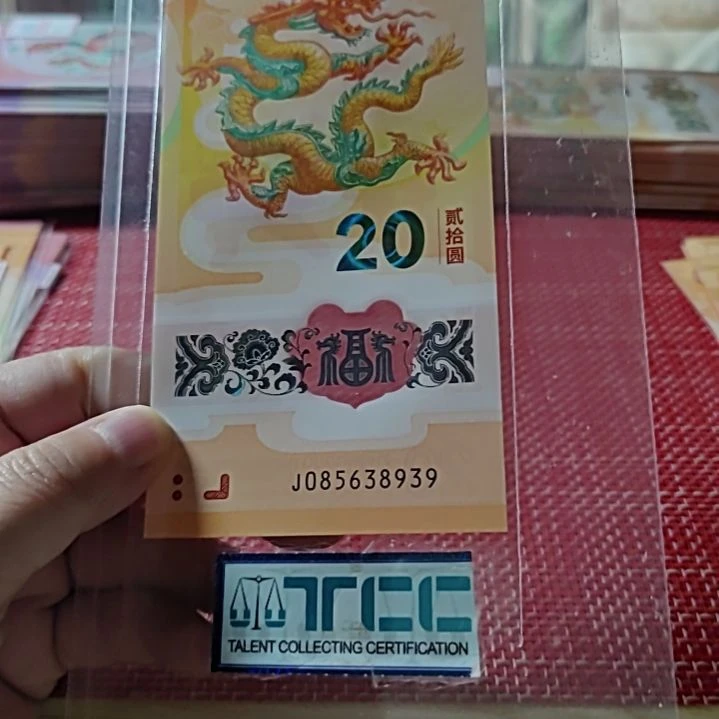 20
贰拾圆
福
J085638939
TCC
TALENT COLLECTING CERTIFICATION